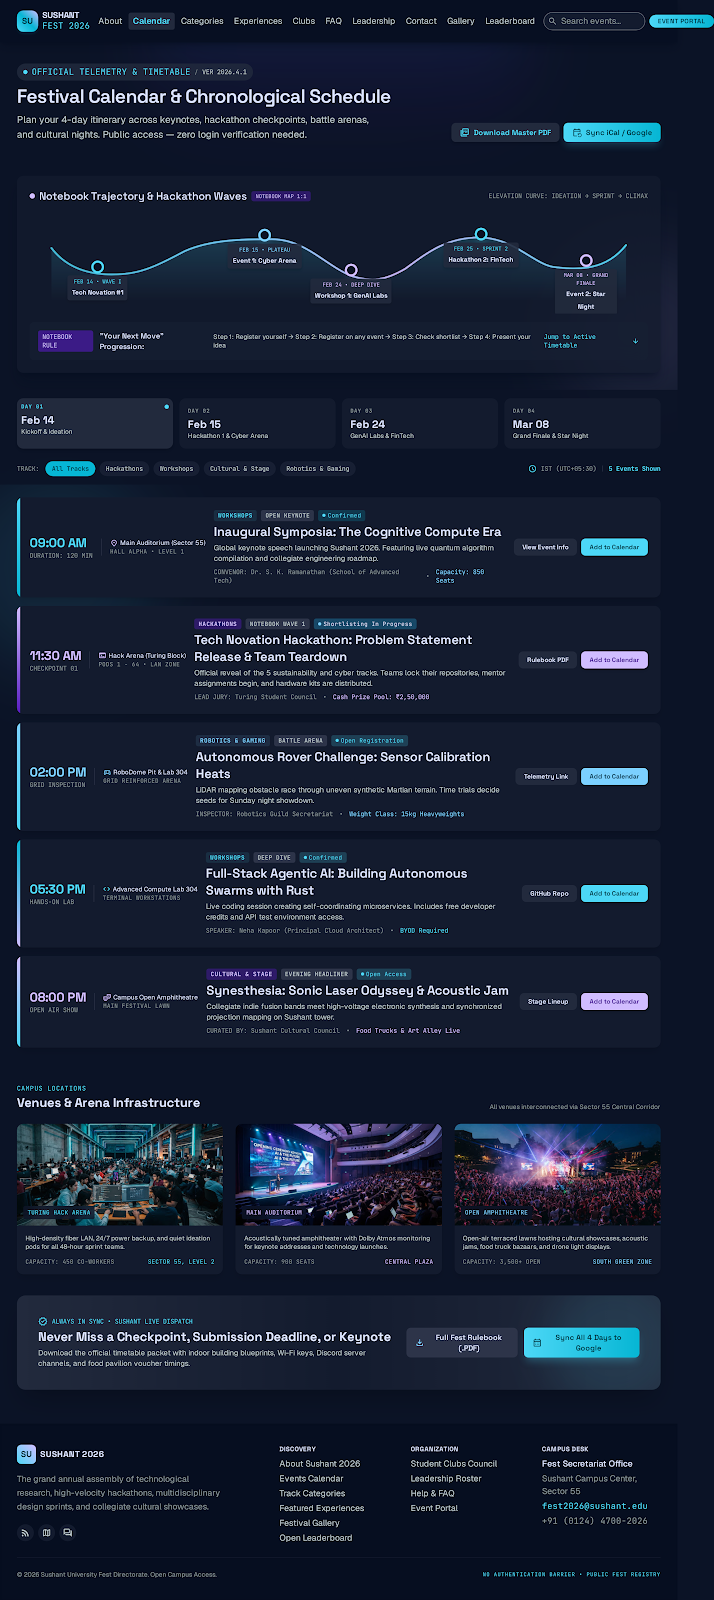 SU
SUSHANT
FEST 2026
About
Calendar
Categories
Experiences
Clubs
FAQ
Leadership
Contact
Gallery
Leaderboard
Search events...
EVENT PORTAL
OFFICIAL TELEMETRY & TIMETABLE / VER 2026.4.1
Festival Calendar & Chronological Schedule
Plan your 4-day itinerary across keynotes, hackathon checkpoints, battle arenas,
and cultural nights. Public access — zero login verification needed.
Download Master PDF
Sync iCal / Google
Notebook Trajectory & Hackathon Waves
NOTEBOOK MAP 1:1
ELEVATION CURVE: IDEATION → SPRINT → CLIMAX
FEB 14 • WAVE I
Tech Novation #1
FEB 15 • PLATEAU
Event 1: Cyber Arena
FEB 24 • DEEP DIVE
Workshop 1: GenAI Labs
FEB 25 • SPRINT 2
Hackathon 2: FinTech
MAR 08 • GRAND
FINALE
Event 2: Star
Night
NOTEBOOK
RULE
"Your Next Move"
Progression:
Step 1: Register yourself → Step 2: Register on any event → Step 3: Check shortlist → Step 4: Present your
idea
Jump to Active
Timetable ↓
DAY 01
Feb 14
Kickoff & Ideation
DAY 02
Feb 15
Hackathon 1 & Cyber Arena
DAY 03
Feb 24
GenAI Labs & FinTech
DAY 04
Mar 08
Grand Finale & Star Night
TRACK:
All Tracks
Hackathons
Workshops
Cultural & Stage
Robotics & Gaming
IST (UTC+05:30)
5 Events Shown
09:00 AM
DURATION: 120 MIN
Main Auditorium (Sector 55)
HALL ALPHA • LEVEL 1
WORKSHOPS
OPEN KEYNOTE
Confirmed
Inaugural Symposia: The Cognitive Compute Era
Global keynote speech launching Sushant 2026. Featuring live quantum algorithm
compilation and collegiate engineering roadmap.
CONVENOR: Dr. S. K. Ramanathan (School of Advanced
Tech)
• Capacity: 850
Seats
View Event Info
Add to Calendar
11:30 AM
CHECKPOINT 01
Hack Arena (Turing Block)
PODS 1 - 64 • LAN ZONE
HACKATHONS
NOTEBOOK WAVE 1
Shortlisting In Progress
Tech Novation Hackathon: Problem Statement
Release & Team Teardown
Official reveal of the 5 sustainability and cyber tracks. Teams lock their repositories, mentor
assignments begin, and hardware kits are distributed.
LEAD JURY: Turing Student Council • Cash Prize Pool: ₹2,50,000
Rulebook PDF
Add to Calendar
02:00 PM
GRID INSPECTION
RoboDome Pit & Lab 304
GRID REINFORCED ARENA
ROBOTICS & GAMING
BATTLE ARENA
Open Registration
Autonomous Rover Challenge: Sensor Calibration
Heats
LiDAR mapping obstacle race through uneven synthetic Martian terrain. Time trials decide
seeds for Sunday night showdown.
INSPECTOR: Robotics Guild Secretariat • Weight Class: 15kg Heavyweights
Telemetry Link
Add to Calendar
05:30 PM
HANDS-ON LAB
Advanced Compute Lab 304
TERMINAL WORKSTATIONS
WORKSHOPS
DEEP DIVE
Confirmed
Full-Stack Agentic AI: Building Autonomous
Swarms with Rust
Live coding session creating self-coordinating microservices. Includes free developer
credits and API test environment access.
SPEAKER: Neha Kapoor (Principal Cloud Architect) • BYOD Required
GitHub Repo
Add to Calendar
08:00 PM
OPEN AIR SHOW
Campus Open Amphitheatre
MAIN FESTIVAL LAWN
CULTURAL & STAGE
EVENING HEADLINER
Open Access
Synesthesia: Sonic Laser Odyssey & Acoustic Jam
Collegiate indie fusion bands meet high-voltage electronic synthesis and synchronized
projection mapping on Sushant tower.
CURATED BY: Sushant Cultural Council • Food Trucks & Art Alley Live
Stage Lineup
Add to Calendar
CAMPUS LOCATIONS
Venues & Arena Infrastructure
All venues interconnected via Sector 55 Central Corridor
TURING HACK ARENA
High-density fiber LAN, 24/7 power backup, and quiet ideation
pods for all 48-hour sprint teams.
CAPACITY: 450 CO-WORKERS
SECTOR 55, LEVEL 2
MAIN AUDITORIUM
Acoustically tuned amphitheater with Dolby Atmos monitoring
for keynote addresses and technology launches.
CAPACITY: 900 SEATS
CENTRAL PLAZA
OPEN AMPHITHEATRE
Open-air terraced lawns hosting cultural showcases, acoustic
jams, food truck bazaars, and drone light displays.
CAPACITY: 3,500+ OPEN
SOUTH GREEN ZONE
ALWAYS IN SYNC • SUSHANT LIVE DISPATCH
Never Miss a Checkpoint, Submission Deadline, or Keynote
Download the official timetable packet with indoor building blueprints, Wi-Fi keys, Discord server
channels, and food pavilion voucher timings.
Full Fest Rulebook
(.PDF)
Sync All 4 Days to
Google
SU
SUSHANT 2026
The grand annual assembly of technological
research, high-velocity hackathons, multidisciplinary
design sprints, and collegiate cultural showcases.
DISCOVERY
About Sushant 2026
Events Calendar
Track Categories
Featured Experiences
Festival Gallery
Open Leaderboard
ORGANIZATION
Student Clubs Council
Leadership Roster
Help & FAQ
Event Portal
CAMPUS DESK
Fest Secretariat Office
Sushant Campus Center,
Sector 55
fest2026@sushant.edu
+91 (0124) 4700-2026
© 2026 Sushant University Fest Directorate. Open Campus Access.
NO AUTHENTICATION BARRIER • PUBLIC FEST REGISTRY